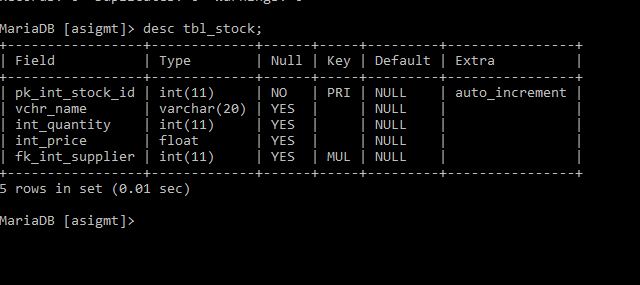 MariaDB [asigmt]> desc tbl_stock;
+------------------+-------------+------+-----+---------+----------------+
| Field | Type | Null | Key | Default | Extra |
+------------------+-------------+------+-----+---------+----------------+
| pk_int_stock_id | int(11) | NO | PRI | NULL | auto_increment |
| vchr_name | varchar(20) | YES | | NULL | |
| int_quantity | int(11) | YES | | NULL | |
| int_price | float | YES | | NULL | |
| fk_int_supplier | int(11) | YES | MUL | NULL | |
+------------------+-------------+------+-----+---------+----------------+
5 rows in set (0.01 sec)
MariaDB [asigmt]>